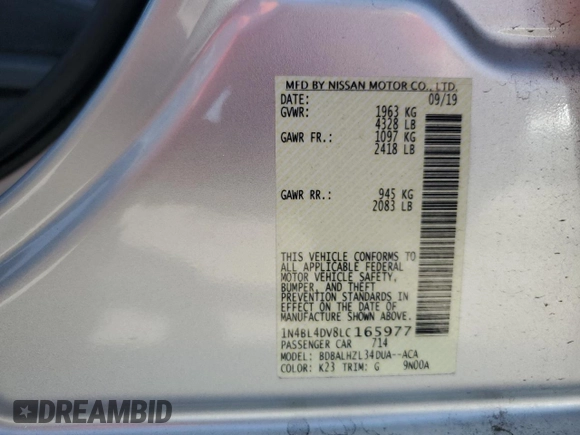 MFD BY NISSAN MOTOR CO., LTD.
DATE: 09/19
GVWR: 1963 KG
4328 LB
GAWR FR.: 1097 KG
2418 LB
GAWR RR.: 945 KG
2083 LB
THIS VEHICLE CONFORMS TO
ALL APPLICABLE FEDERAL
MOTOR VEHICLE SAFETY,
BUMPER, AND THEFT
PREVENTION STANDARDS IN
EFFECT ON THE DATE OF
MANUFACTURE SHOWN ABOVE.
1N4BL4DV8LC165977
PASSENGER CAR 714
MODEL: BDBALHZL34DUA--ACA
COLOR: K23 TRIM: G 9N00A
DREAMBID